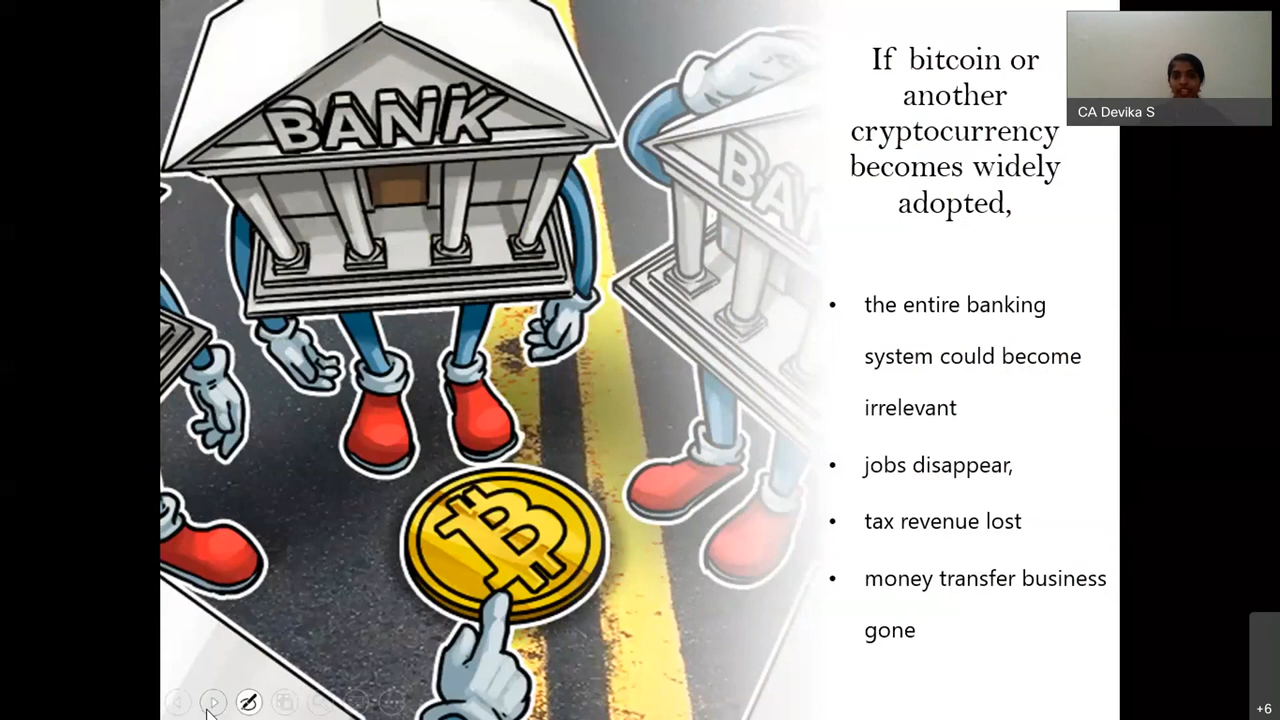 BANK
BAN
If bitcoin or
another
cryptocurrency
becomes widely
adopted,
CA Devika S
• the entire banking
system could become
irrelevant
• jobs disappear,
• tax revenue lost
• money transfer business
gone
+6